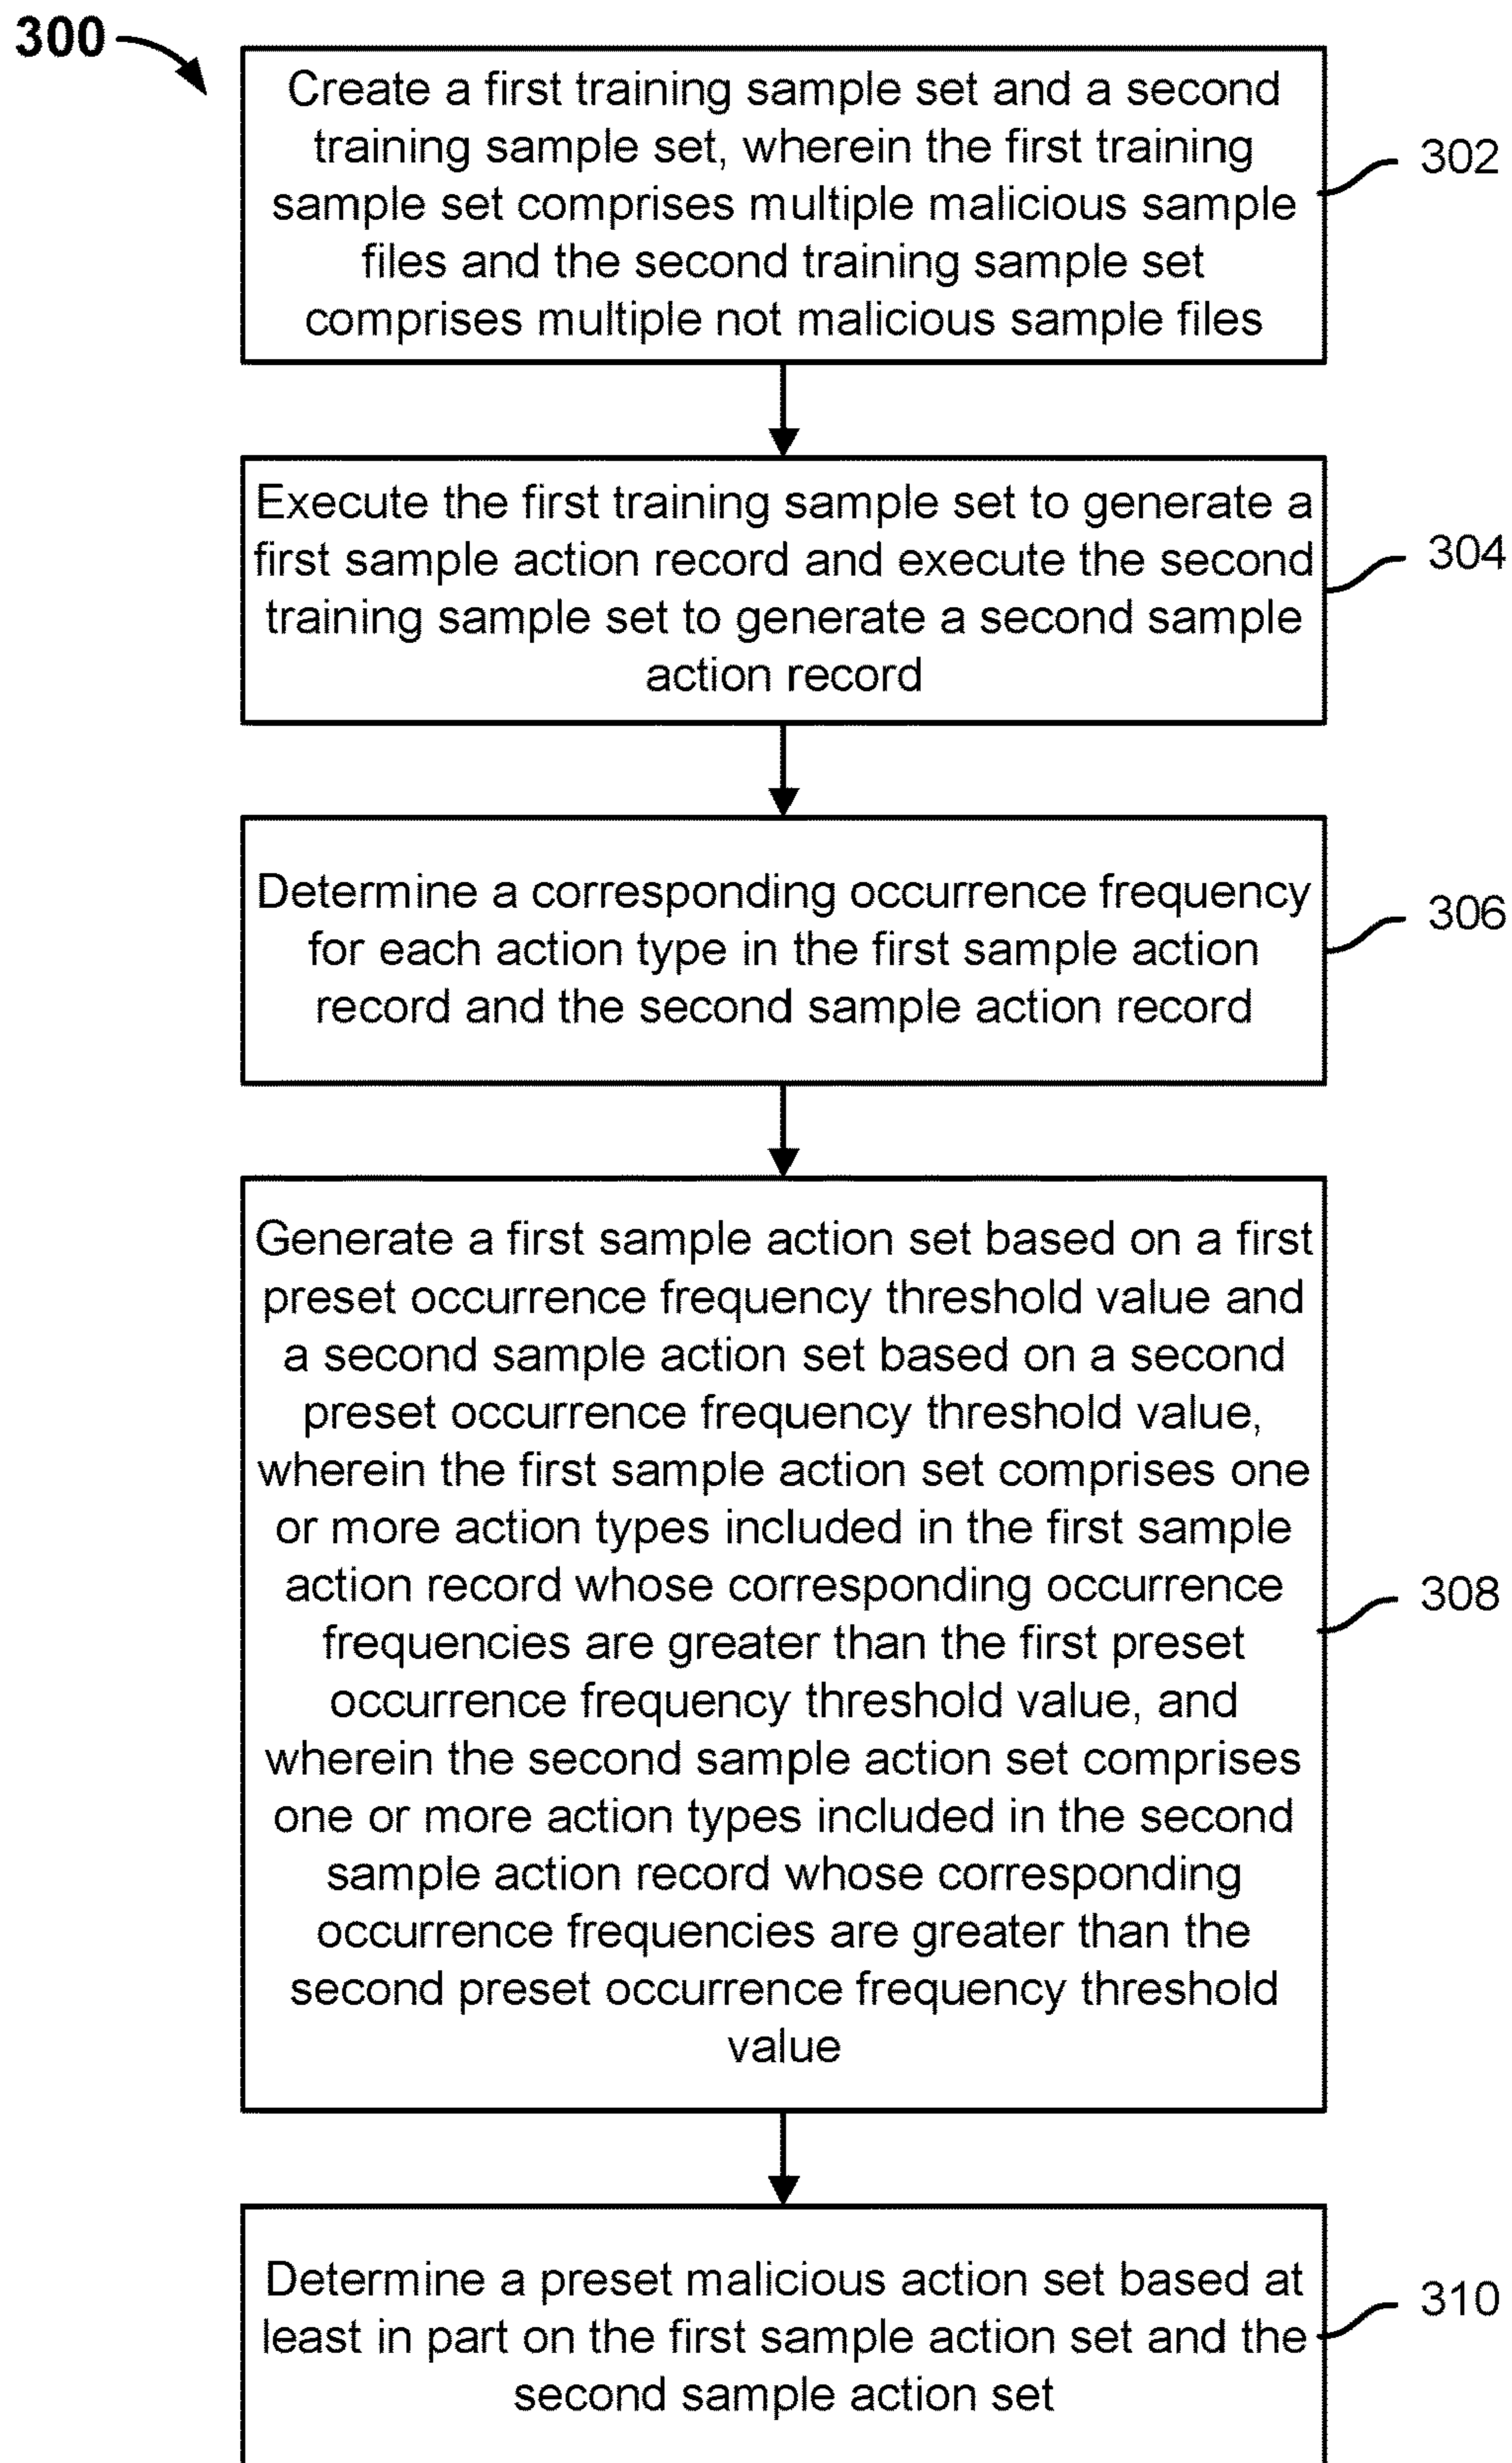 300
Create a first training sample set and a second
training sample set, wherein the first training
sample set comprises multiple malicious sample
files and the second training sample set
comprises multiple not malicious sample files
302
Execute the first training sample set to generate a
first sample action record and execute the second
training sample set to generate a second sample
action record
304
Determine a corresponding occurrence frequency
for each action type in the first sample action
record and the second sample action record
306
Generate a first sample action set based on a first
preset occurrence frequency threshold value and
a second sample action set based on a second
preset occurrence frequency threshold value,
wherein the first sample action set comprises one
or more action types included in the first sample
action record whose corresponding occurrence
frequencies are greater than the first preset
occurrence frequency threshold value, and
wherein the second sample action set comprises
one or more action types included in the second
sample action record whose corresponding
occurrence frequencies are greater than the
second preset occurrence frequency threshold
value
308
Determine a preset malicious action set based at
least in part on the first sample action set and the
second sample action set
310